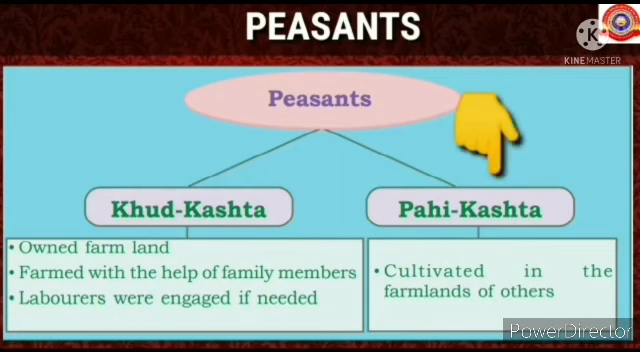 PEASANTS
K
KINEMASTER
Peasants
Khud-Kashta
Pahi-Kashta
• Owned farm land
• Farmed with the help of family members
• Labourers were engaged if needed
• Cultivated in the
farmlands of others
PowerDirector